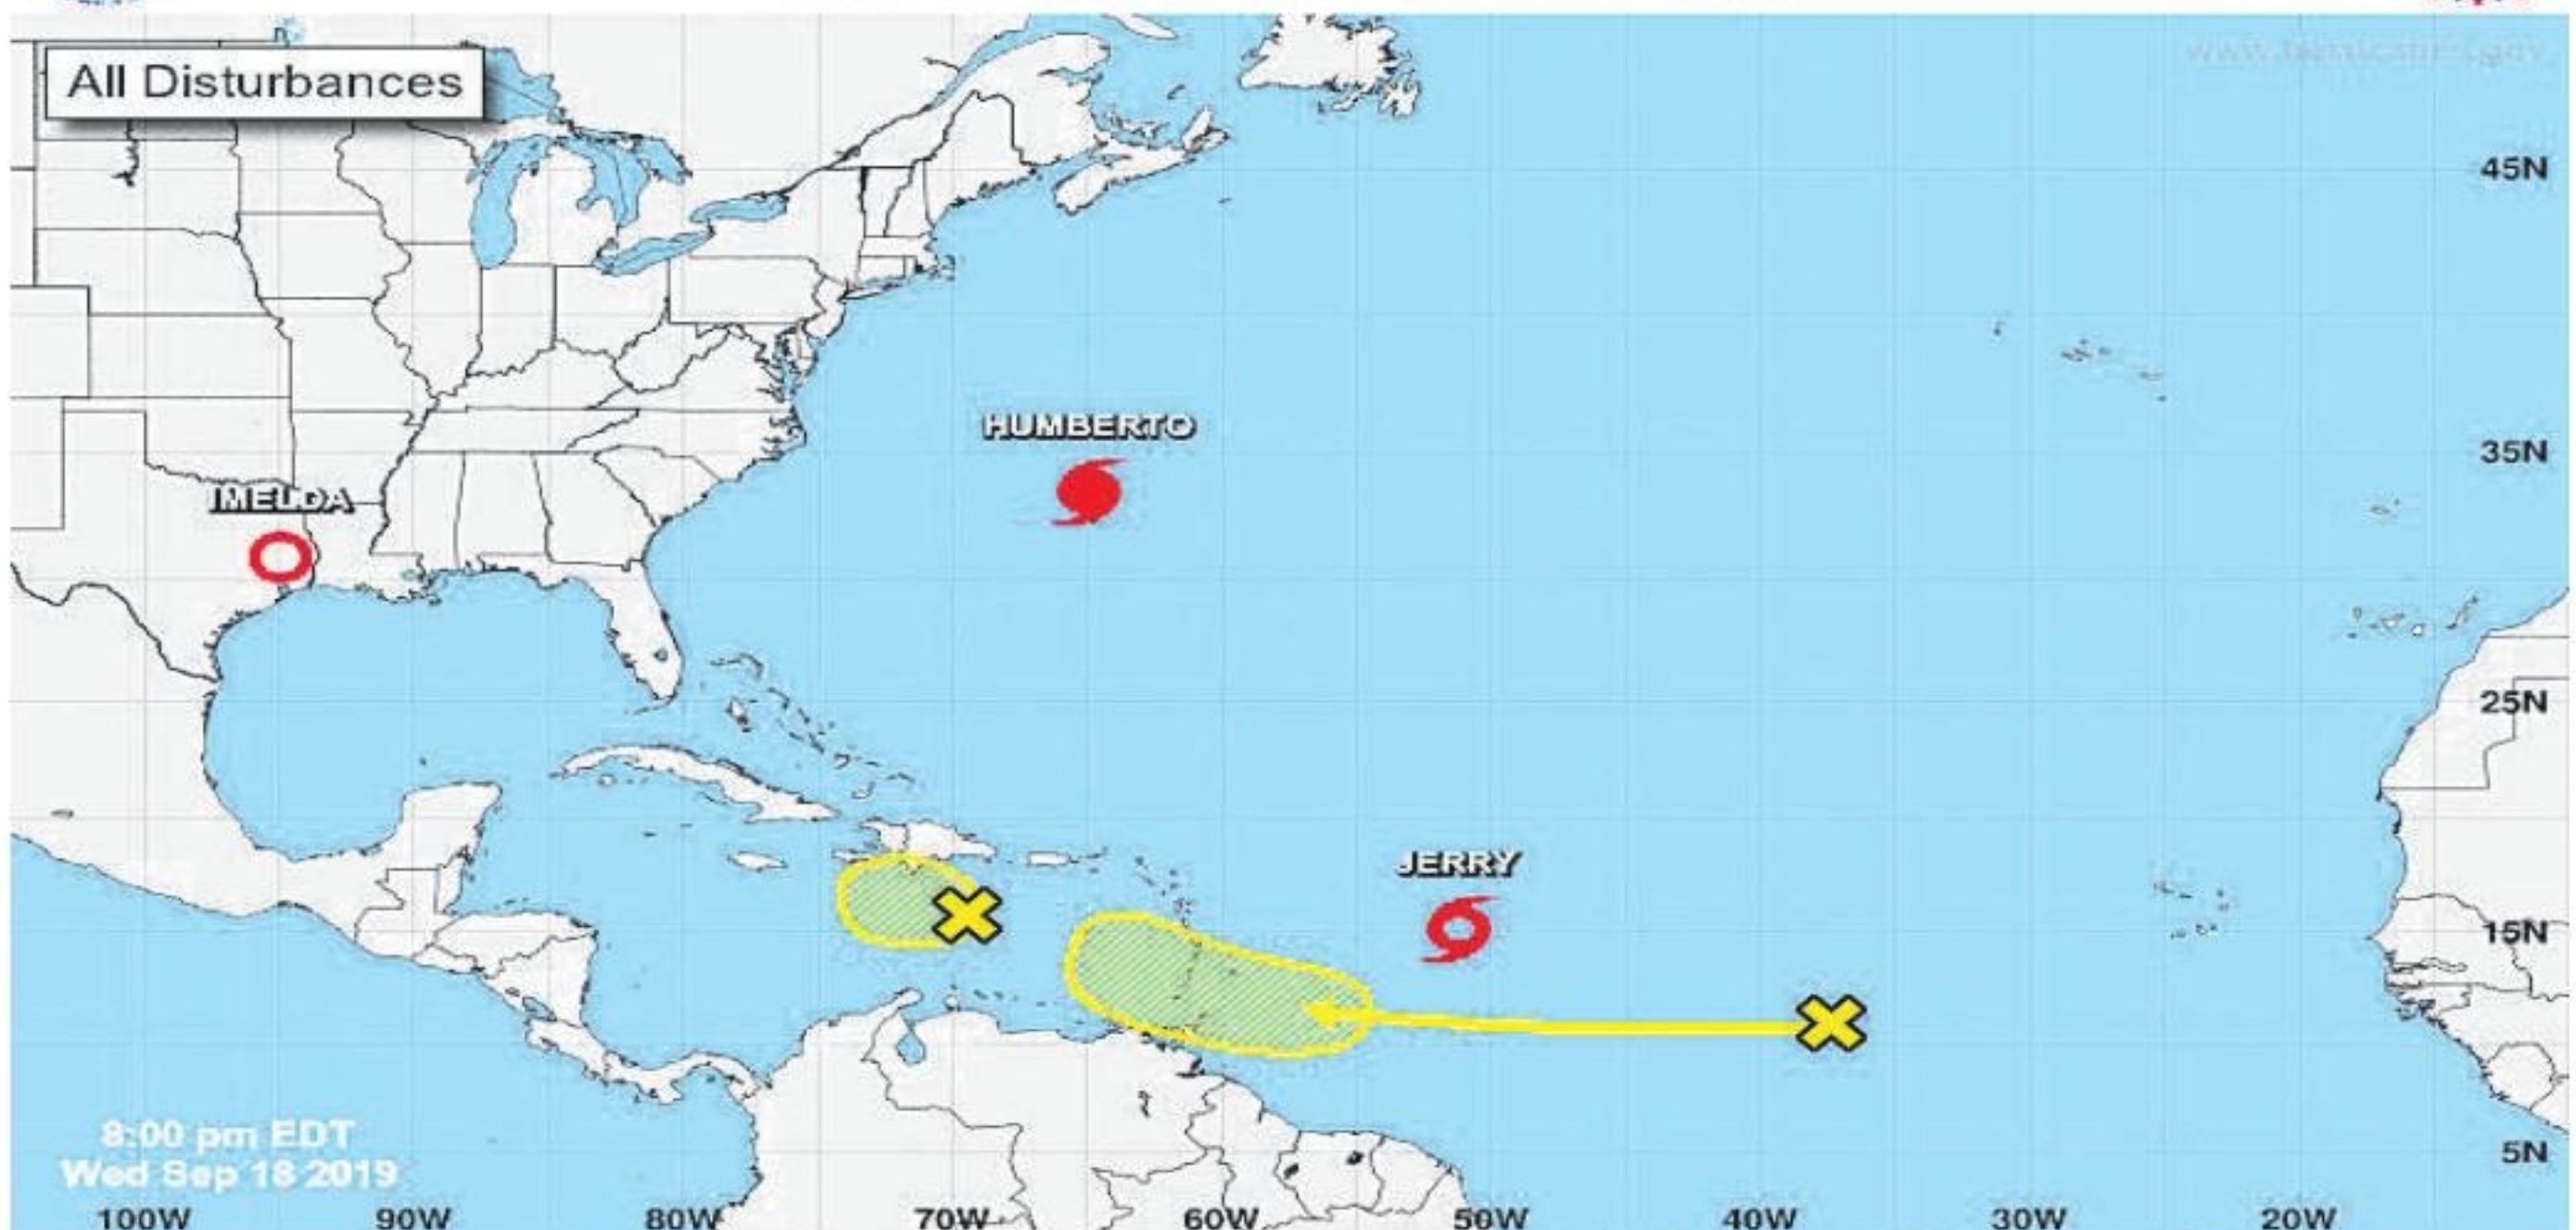 All Disturbances
45N
HUMBERTO
35N
IMELDA
25N
JERRY
15N
8:00 pm EDT
Wed Sep 18 2019
5N
100W 90W 80W 70W 60W 50W 40W 30W 20W